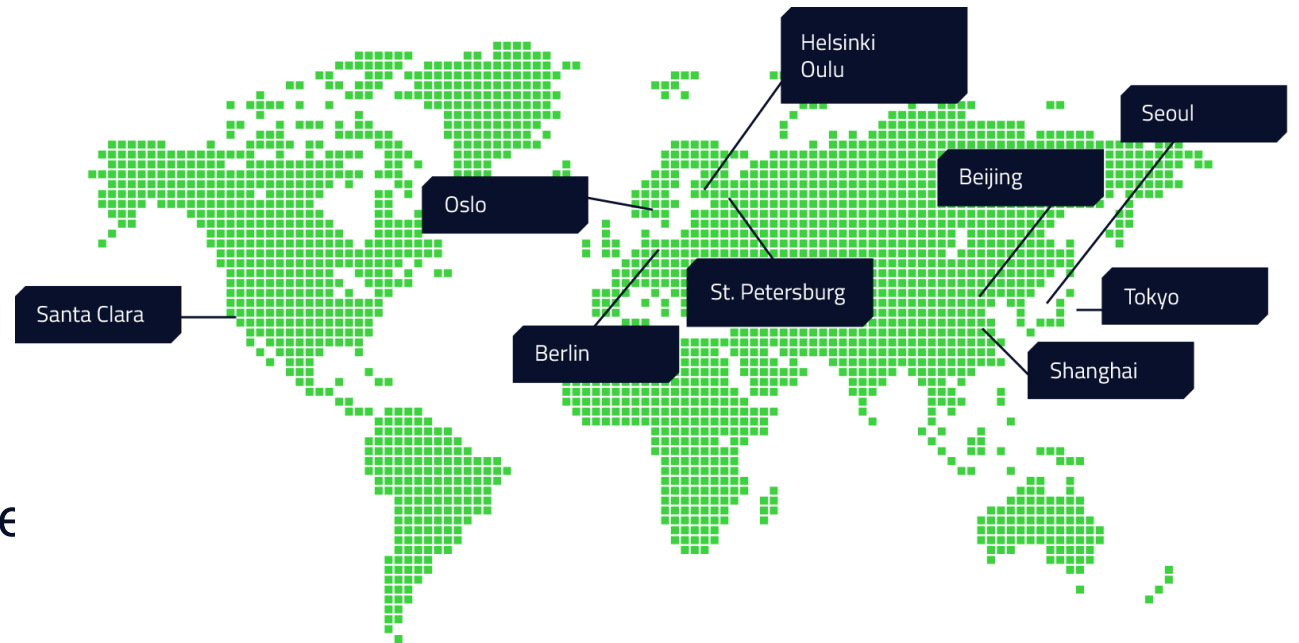 Helsinki
Oulu
Seoul
Beijing
Oslo
St. Petersburg
Tokyo
Santa Clara
Berlin
Shanghai
e